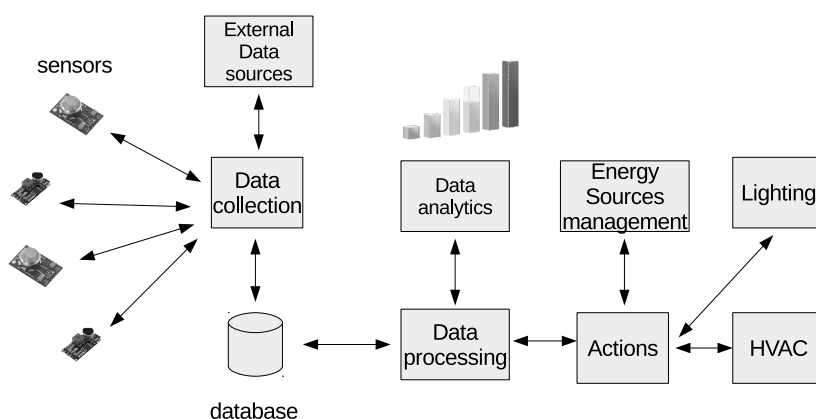 External
Data
sources
sensors
Data
collection
Data
analytics
Energy
Sources
management
Lighting
Data
processing
Actions
HVAC
database